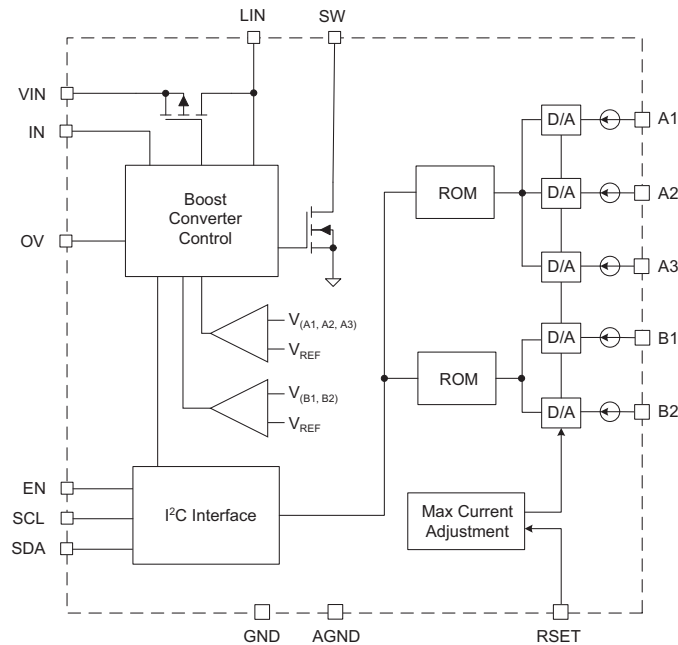 LIN SW
VIN
IN
OV
Boost
Converter
Control
ROM
D/A A1
D/A A2
D/A A3
V(A1, A2, A3)
VREF
V(B1, B2)
VREF
ROM
D/A B1
D/A B2
EN
SCL
SDA
I²C Interface
Max Current
Adjustment
GND AGND RSET